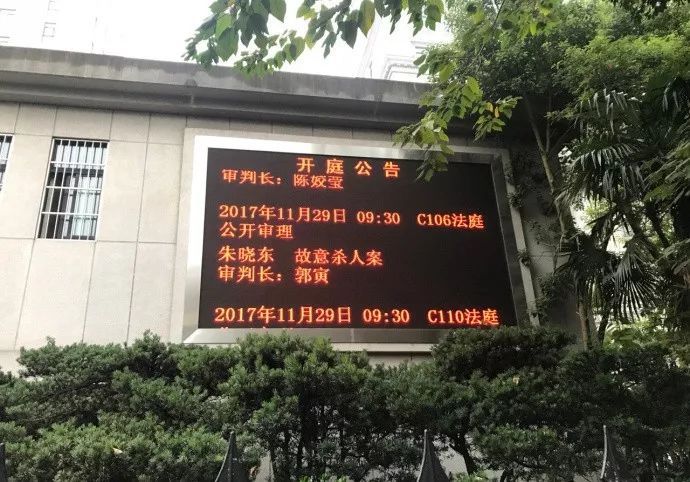 开庭公告
审判长：陈姣莹
2017年11月29日 09:30 C106法庭
公开审理
朱晓东 故意杀人案
审判长：郭寅
2017年11月29日 09:30 C110法庭